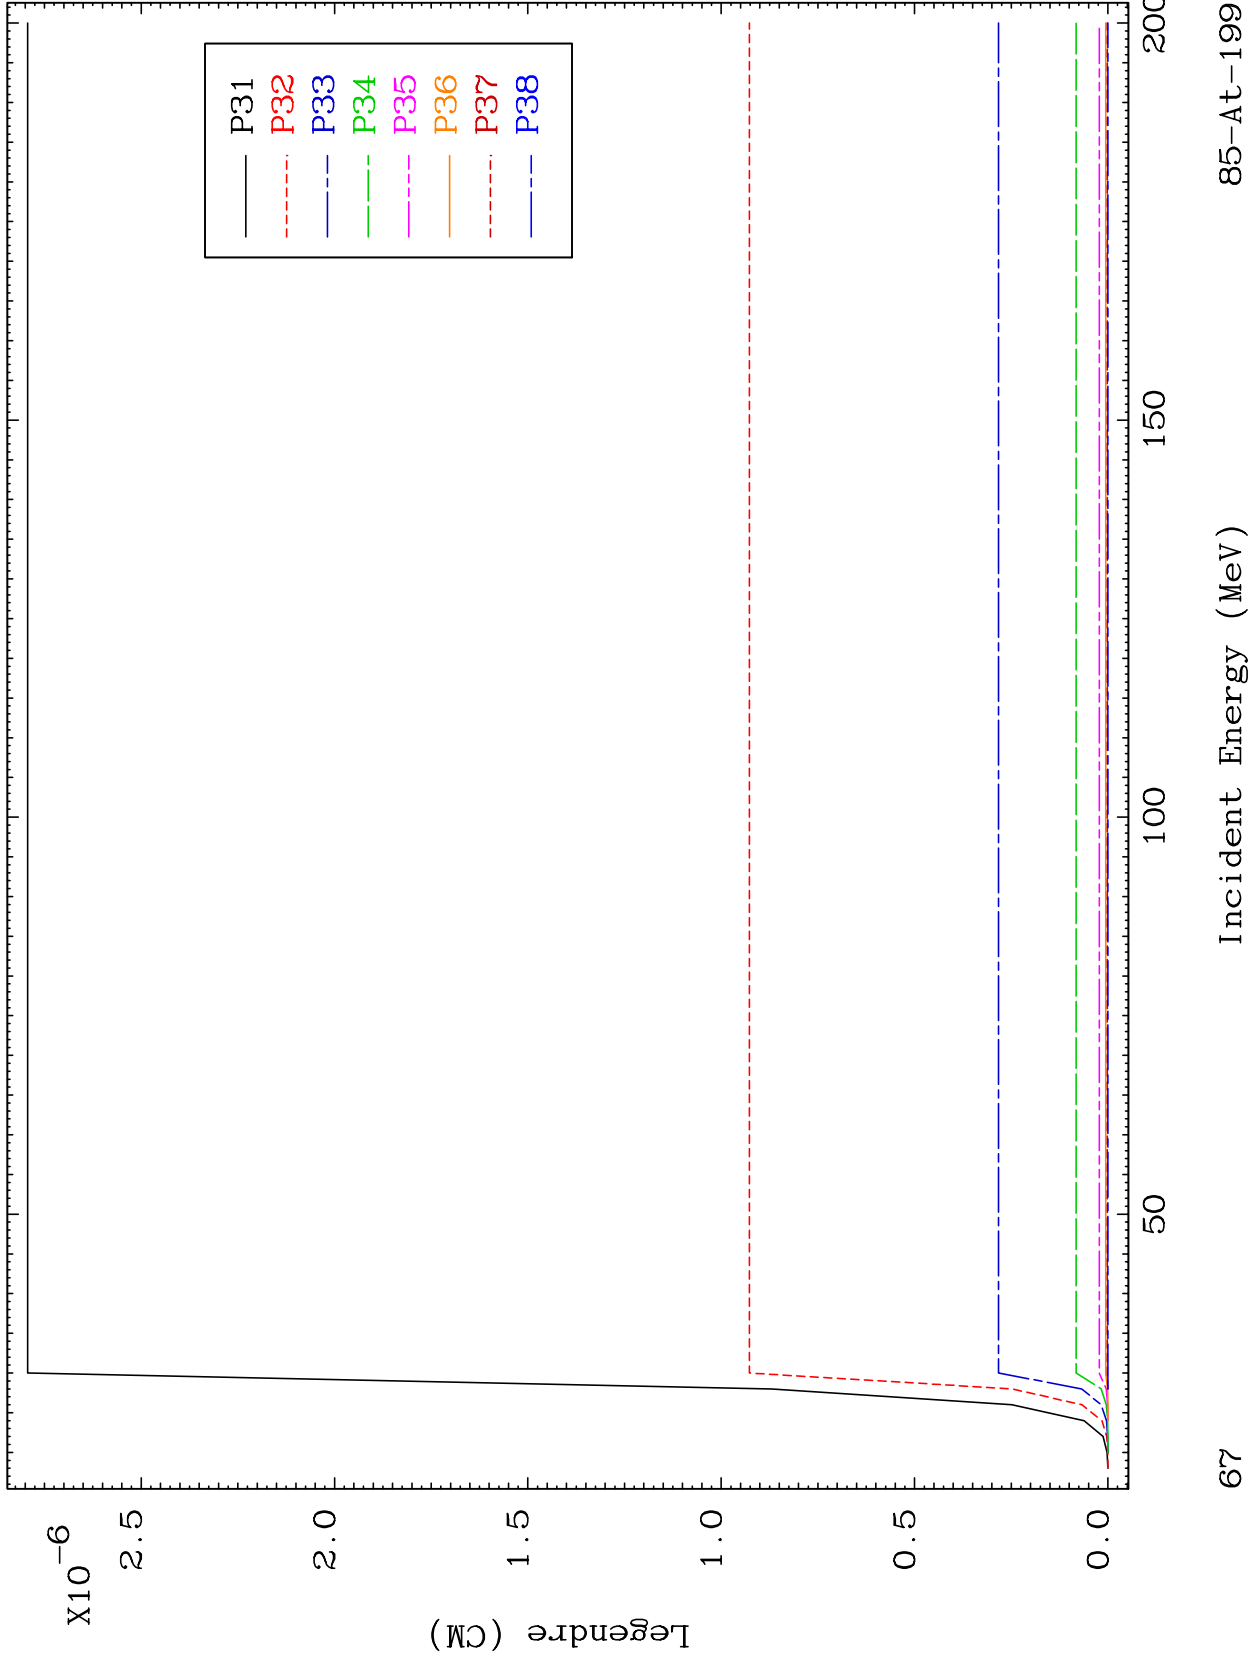 X10-6
2.5
2.0
1.5
1.0
0.5
0.0
Legendre (CM)
P31
P32
P33
P34
P35
P36
P37
P38
50
100
150
200
Incident Energy (MeV)
67
85-At-199